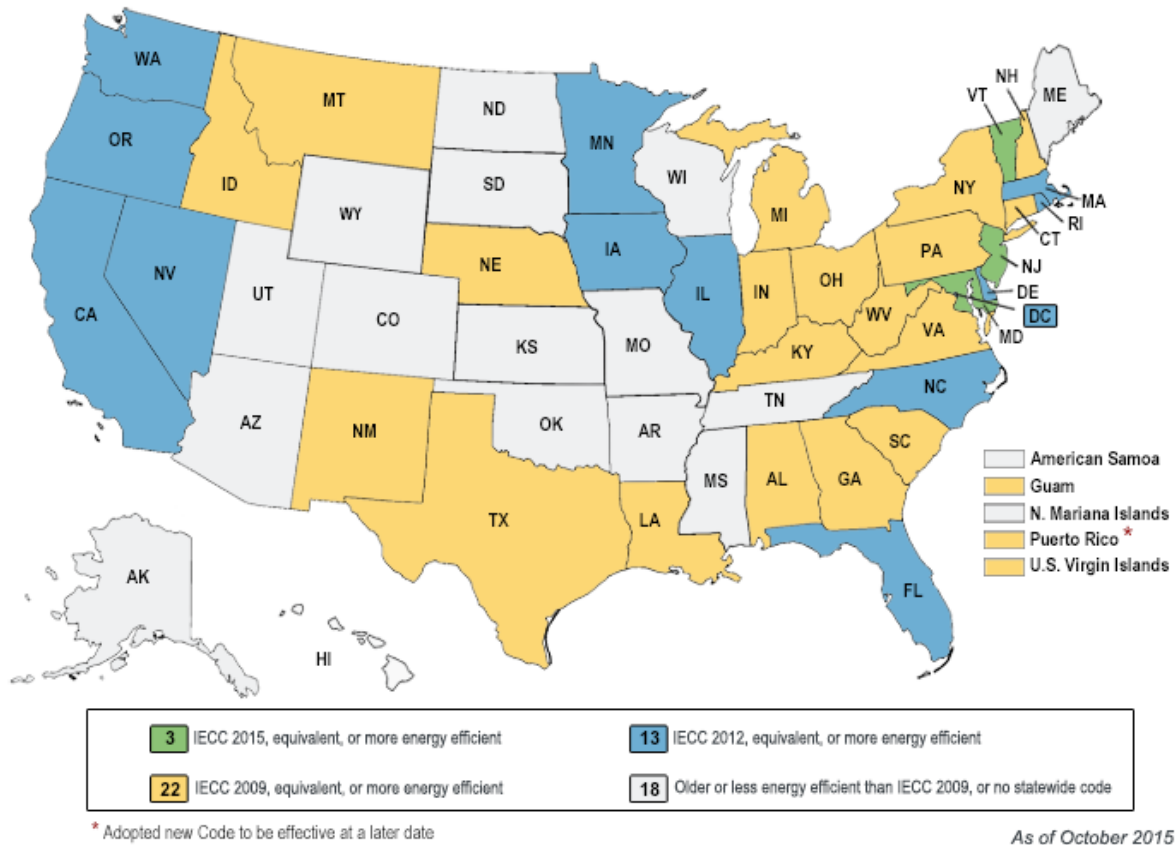 WA
OR
CA
NV
ID
MT
WY
UT
AZ
CO
NM
ND
SD
NE
KS
OK
TX
MN
IA
MO
AR
LA
WI
IL
MS
MI
IN
KY
TN
AL
OH
WV
VA
NC
SC
GA
FL
PA
NY
VT
NH
ME
MA
RI
CT
NJ
DE
DC
MD
AK
HI
American Samoa
Guam
N. Mariana Islands
Puerto Rico *
U.S. Virgin Islands
3 IECC 2015, equivalent, or more energy efficient
13 IECC 2012, equivalent, or more energy efficient
22 IECC 2009, equivalent, or more energy efficient
18 Older or less energy efficient than IECC 2009, or no statewide code
* Adopted new Code to be effective at a later date
As of October 2015